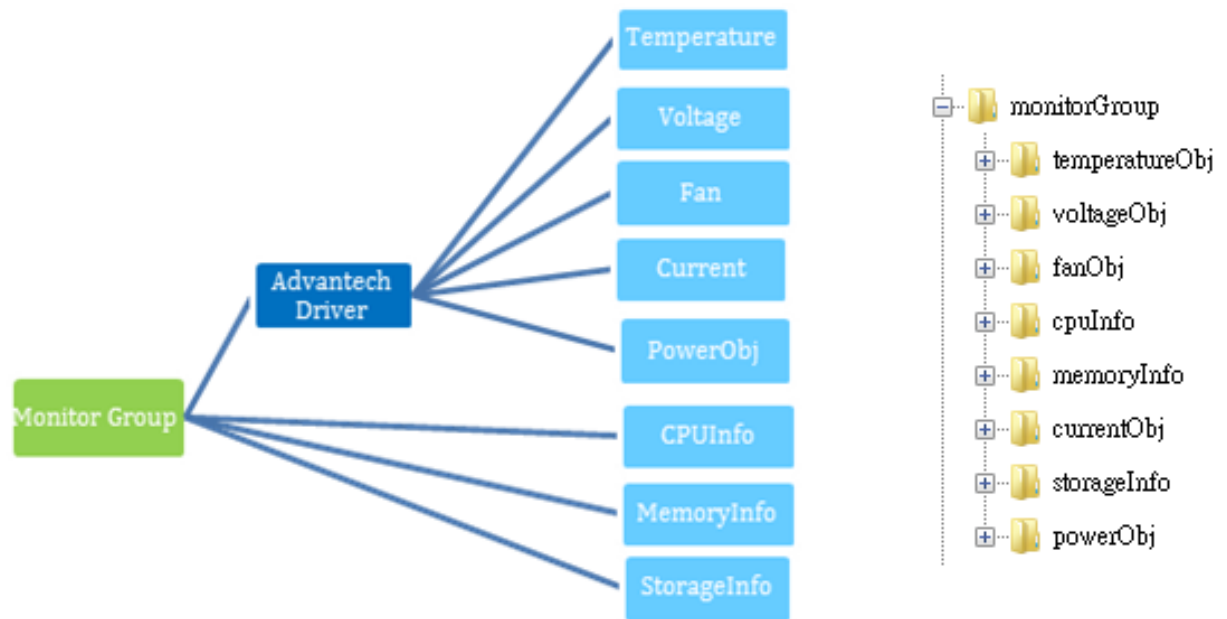 Temperature
Voltage
Fan
Current
PowerObj
Advantech
Driver
Monitor Group
CPUInfo
MemoryInfo
StorageInfo
monitorGroup
temperatureObj
voltageObj
fanObj
cpuInfo
memoryInfo
currentObj
storageInfo
powerObj